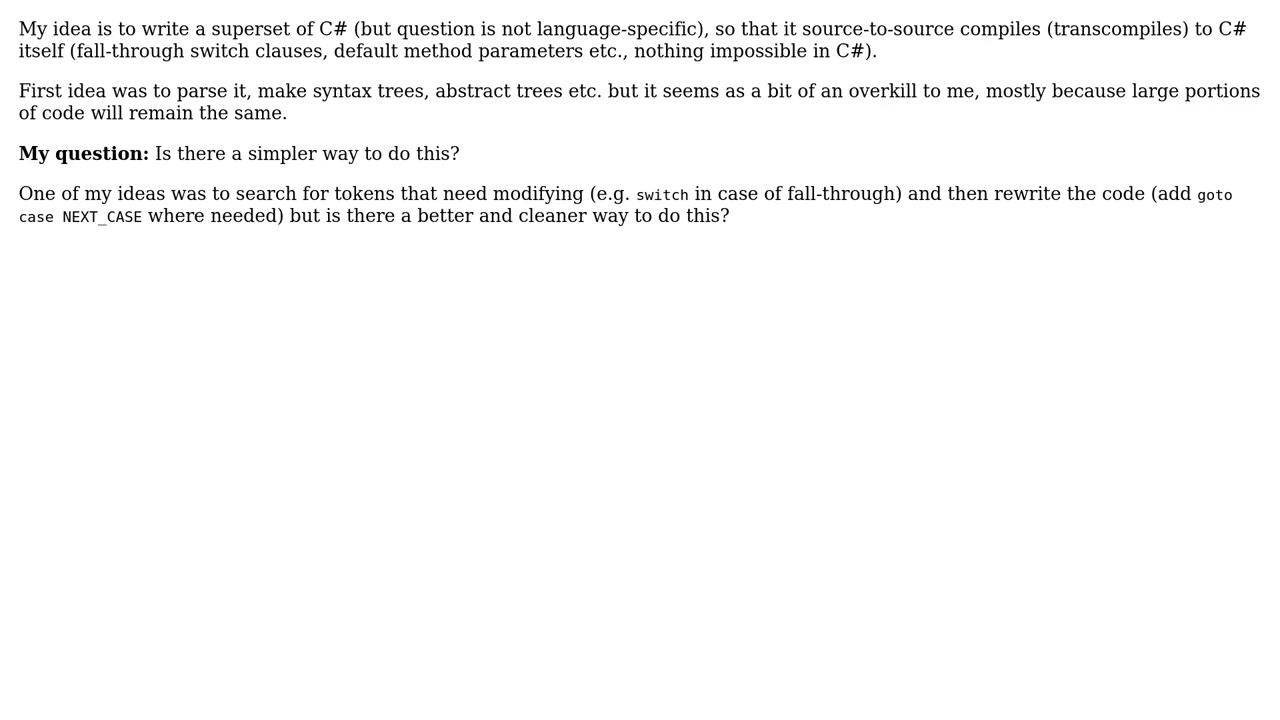 My idea is to write a superset of C# (but question is not language-specific), so that it source-to-source compiles (transcompiles) to C#
itself (fall-through switch clauses, default method parameters etc., nothing impossible in C#).
First idea was to parse it, make syntax trees, abstract trees etc. but it seems as a bit of an overkill to me, mostly because large portions
of code will remain the same.
My question: Is there a simpler way to do this?
One of my ideas was to search for tokens that need modifying (e.g. switch in case of fall-through) and then rewrite the code (add goto
case NEXT_CASE where needed) but is there a better and cleaner way to do this?